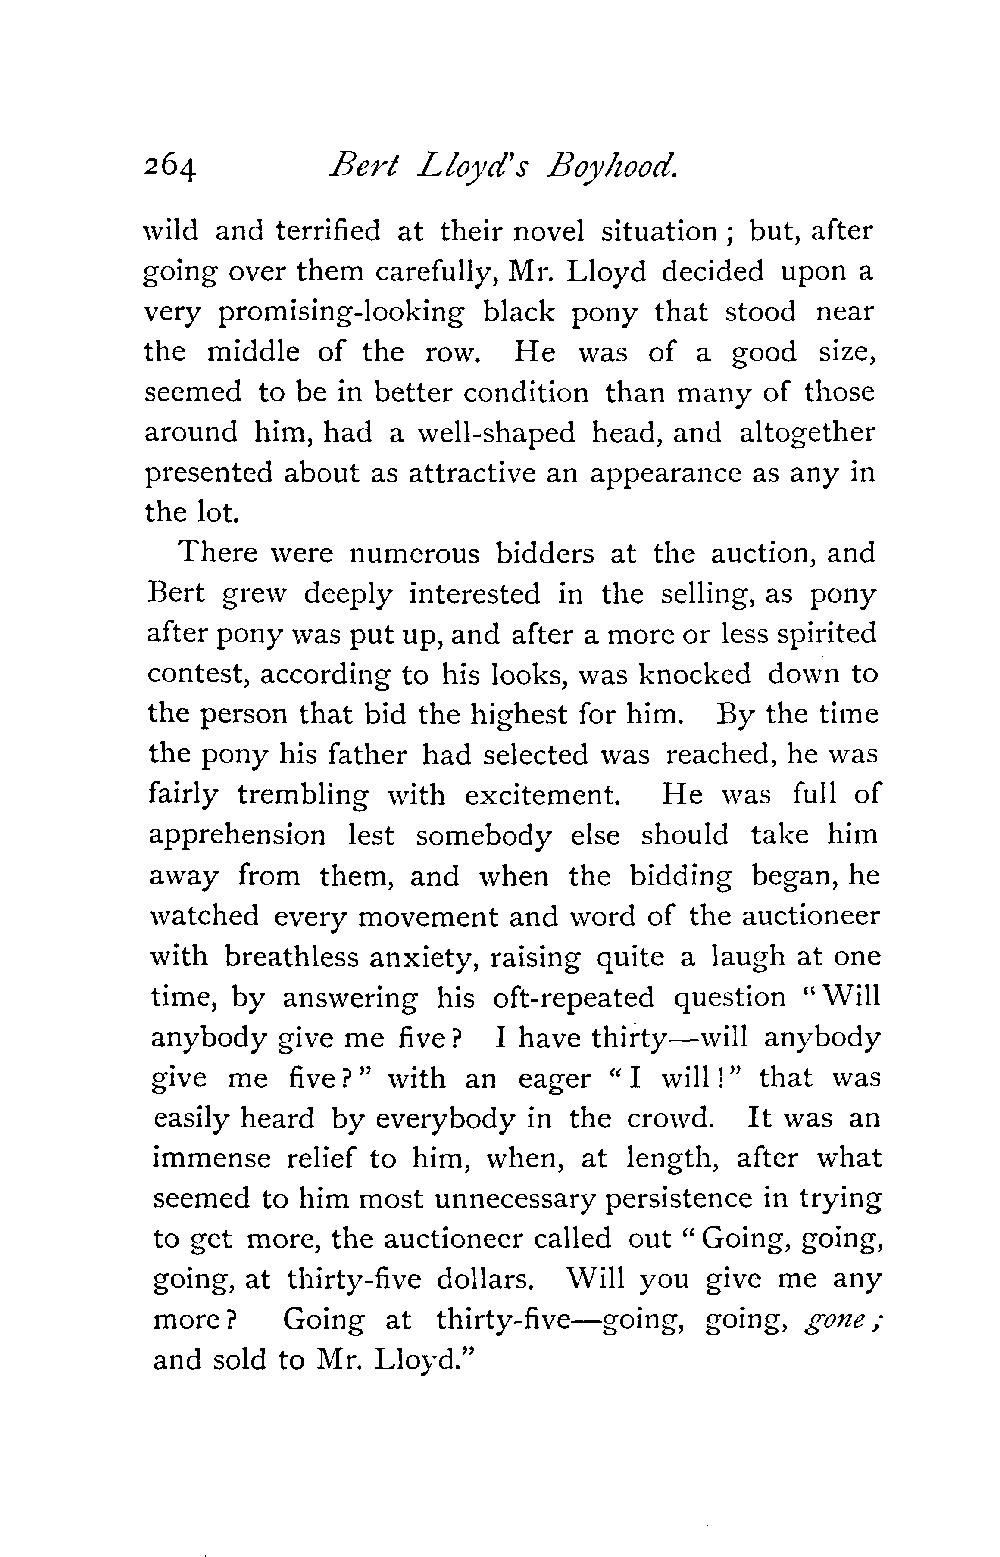 264 Bert Lloyd's Boyhood.
wild and terrified at their novel situation ; but, after
going over them carefully, Mr. Lloyd decided upon a
very promising-looking black pony that stood near
the middle of the row. He was of a good size,
seemed to be in better condition than many of those
around him, had a well-shaped head, and altogether
presented about as attractive an appearance as any in
the lot.
There were numerous bidders at the auction, and
Bert grew deeply interested in the selling, as pony
after pony was put up, and after a more or less spirited
contest, according to his looks, was knocked down to
the person that bid the highest for him. By the time
the pony his father had selected was reached, he was
fairly trembling with excitement. He was full of
apprehension lest somebody else should take him
away from them, and when the bidding began, he
watched every movement and word of the auctioneer
with breathless anxiety, raising quite a laugh at one
time, by answering his oft-repeated question “Will
anybody give me five? I have thirty—will anybody
give me five?” with an eager “I will!” that was
easily heard by everybody in the crowd. It was an
immense relief to him, when, at length, after what
seemed to him most unnecessary persistence in trying
to get more, the auctioneer called out “Going, going,
going, at thirty-five dollars. Will you give me any
more? Going at thirty-five—going, going, gone ;
and sold to Mr. Lloyd.”